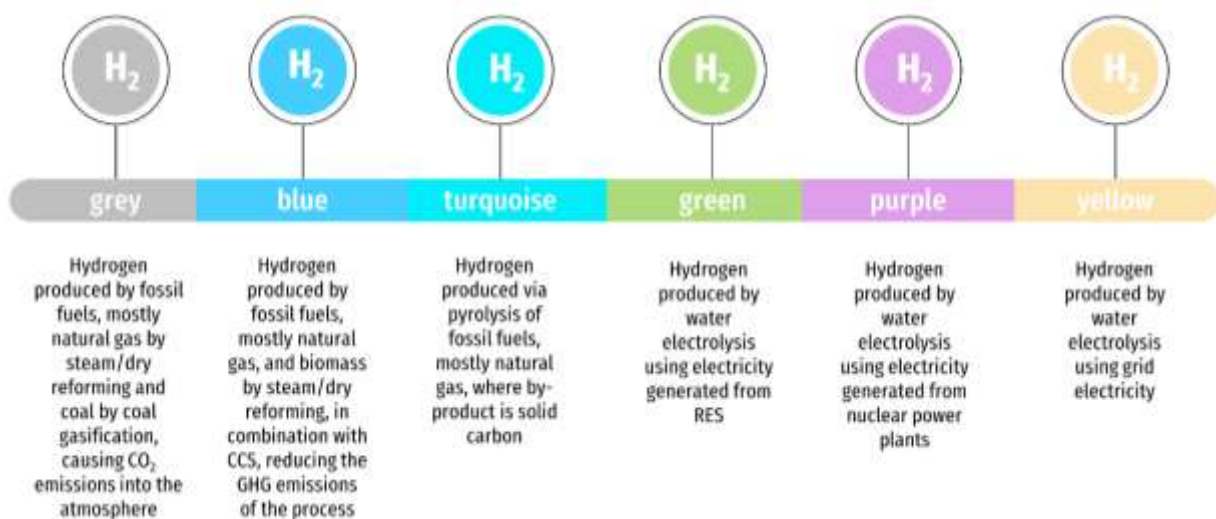 H2
H2
H2
H2
H2
H2
grey
blue
turquoise
green
purple
yellow
Hydrogen
produced by fossil
fuels, mostly
natural gas by
steam/dry
reforming and
coal by coal
gasification,
causing CO2
emissions into the
atmosphere
Hydrogen
produced by
fossil fuels,
mostly natural
gas, and biomass
by steam/dry
reforming, in
combination with
CCS, reducing the
GHG emissions
of the process
Hydrogen
produced via
pyrolysis of
fossil fuels,
mostly natural
gas, where by-
product is solid
carbon
Hydrogen
produced by
water
electrolysis
using electricity
generated from
RES
Hydrogen
produced by
water
electrolysis
using electricity
generated from
nuclear power
plants
Hydrogen
produced by
water
electrolysis
using grid
electricity